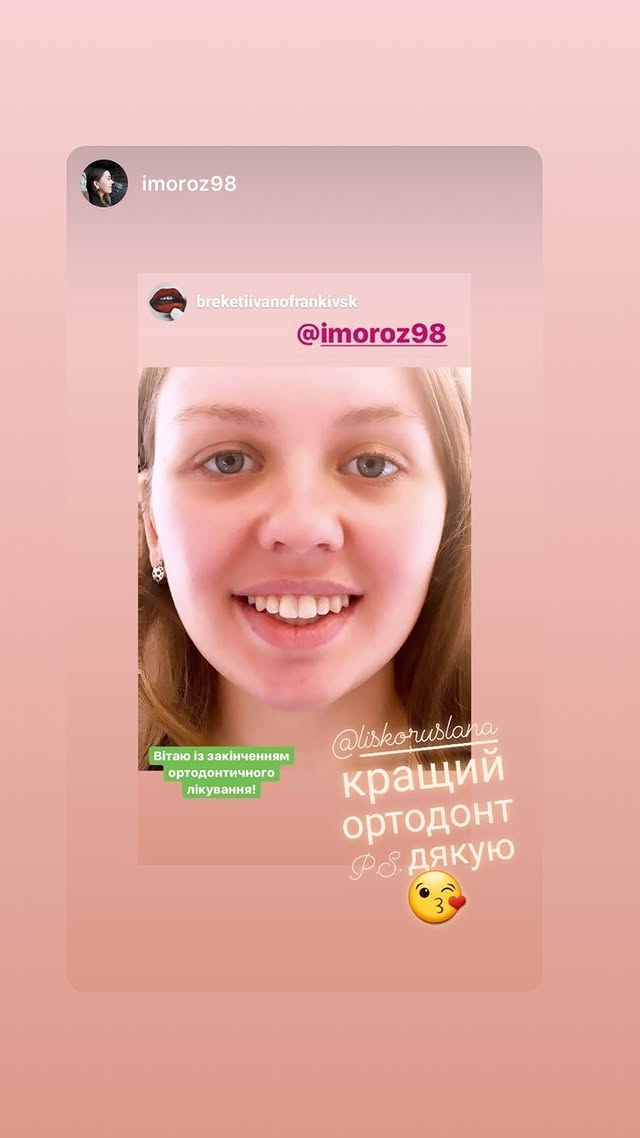 imoroz98
breketiivanofrankivsk
@imoroz98
Вітаю із закінченням
ортодонтичного
лікування!
@liskoruslana
кращий
ортодонт
P.S. дякую